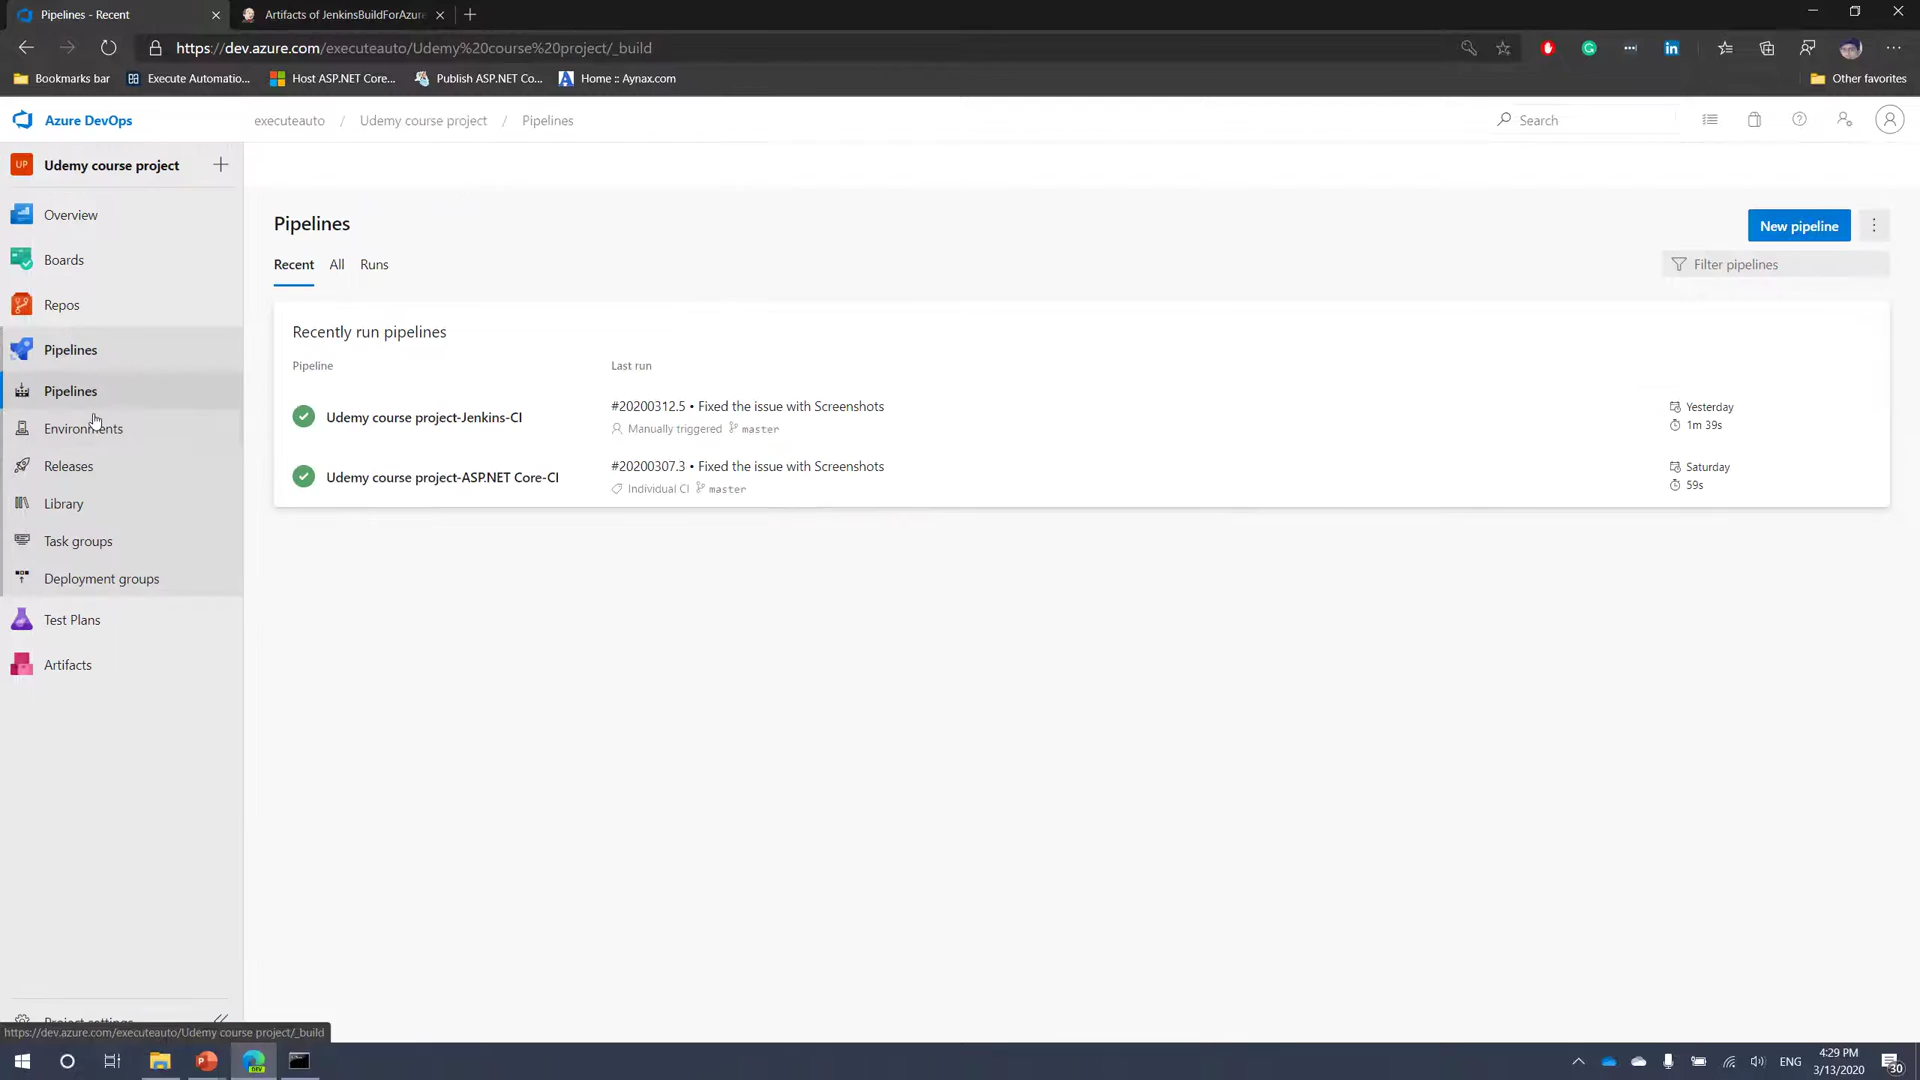 Pipelines - Recent
Artifacts of JenkinsBuildForAzure
https://dev.azure.com/executeauto/Udemy%20course%20project/_build
Bookmarks bar
Execute Automatio...
Host ASP.NET Core...
Publish ASP.NET Co...
Home :: Aynax.com
Other favorites
Azure DevOps
executeauto / Udemy course project / Pipelines
Search
UP Udemy course project
Overview
Boards
Repos
Pipelines
Pipelines
Environments
Releases
Library
Task groups
Deployment groups
Test Plans
Artifacts
Project settings
Pipelines
New pipeline
Recent All Runs
Filter pipelines
Recently run pipelines
Pipeline Last run
Udemy course project-Jenkins-CI
#20200312.5 • Fixed the issue with Screenshots
Manually triggered master
Yesterday
1m 39s
Udemy course project-ASP.NET Core-CI
#20200307.3 • Fixed the issue with Screenshots
Individual CI master
Saturday
59s
https://dev.azure.com/executeauto/Udemy course project/_build
DEV
ENG
4:29 PM
3/13/2020
30